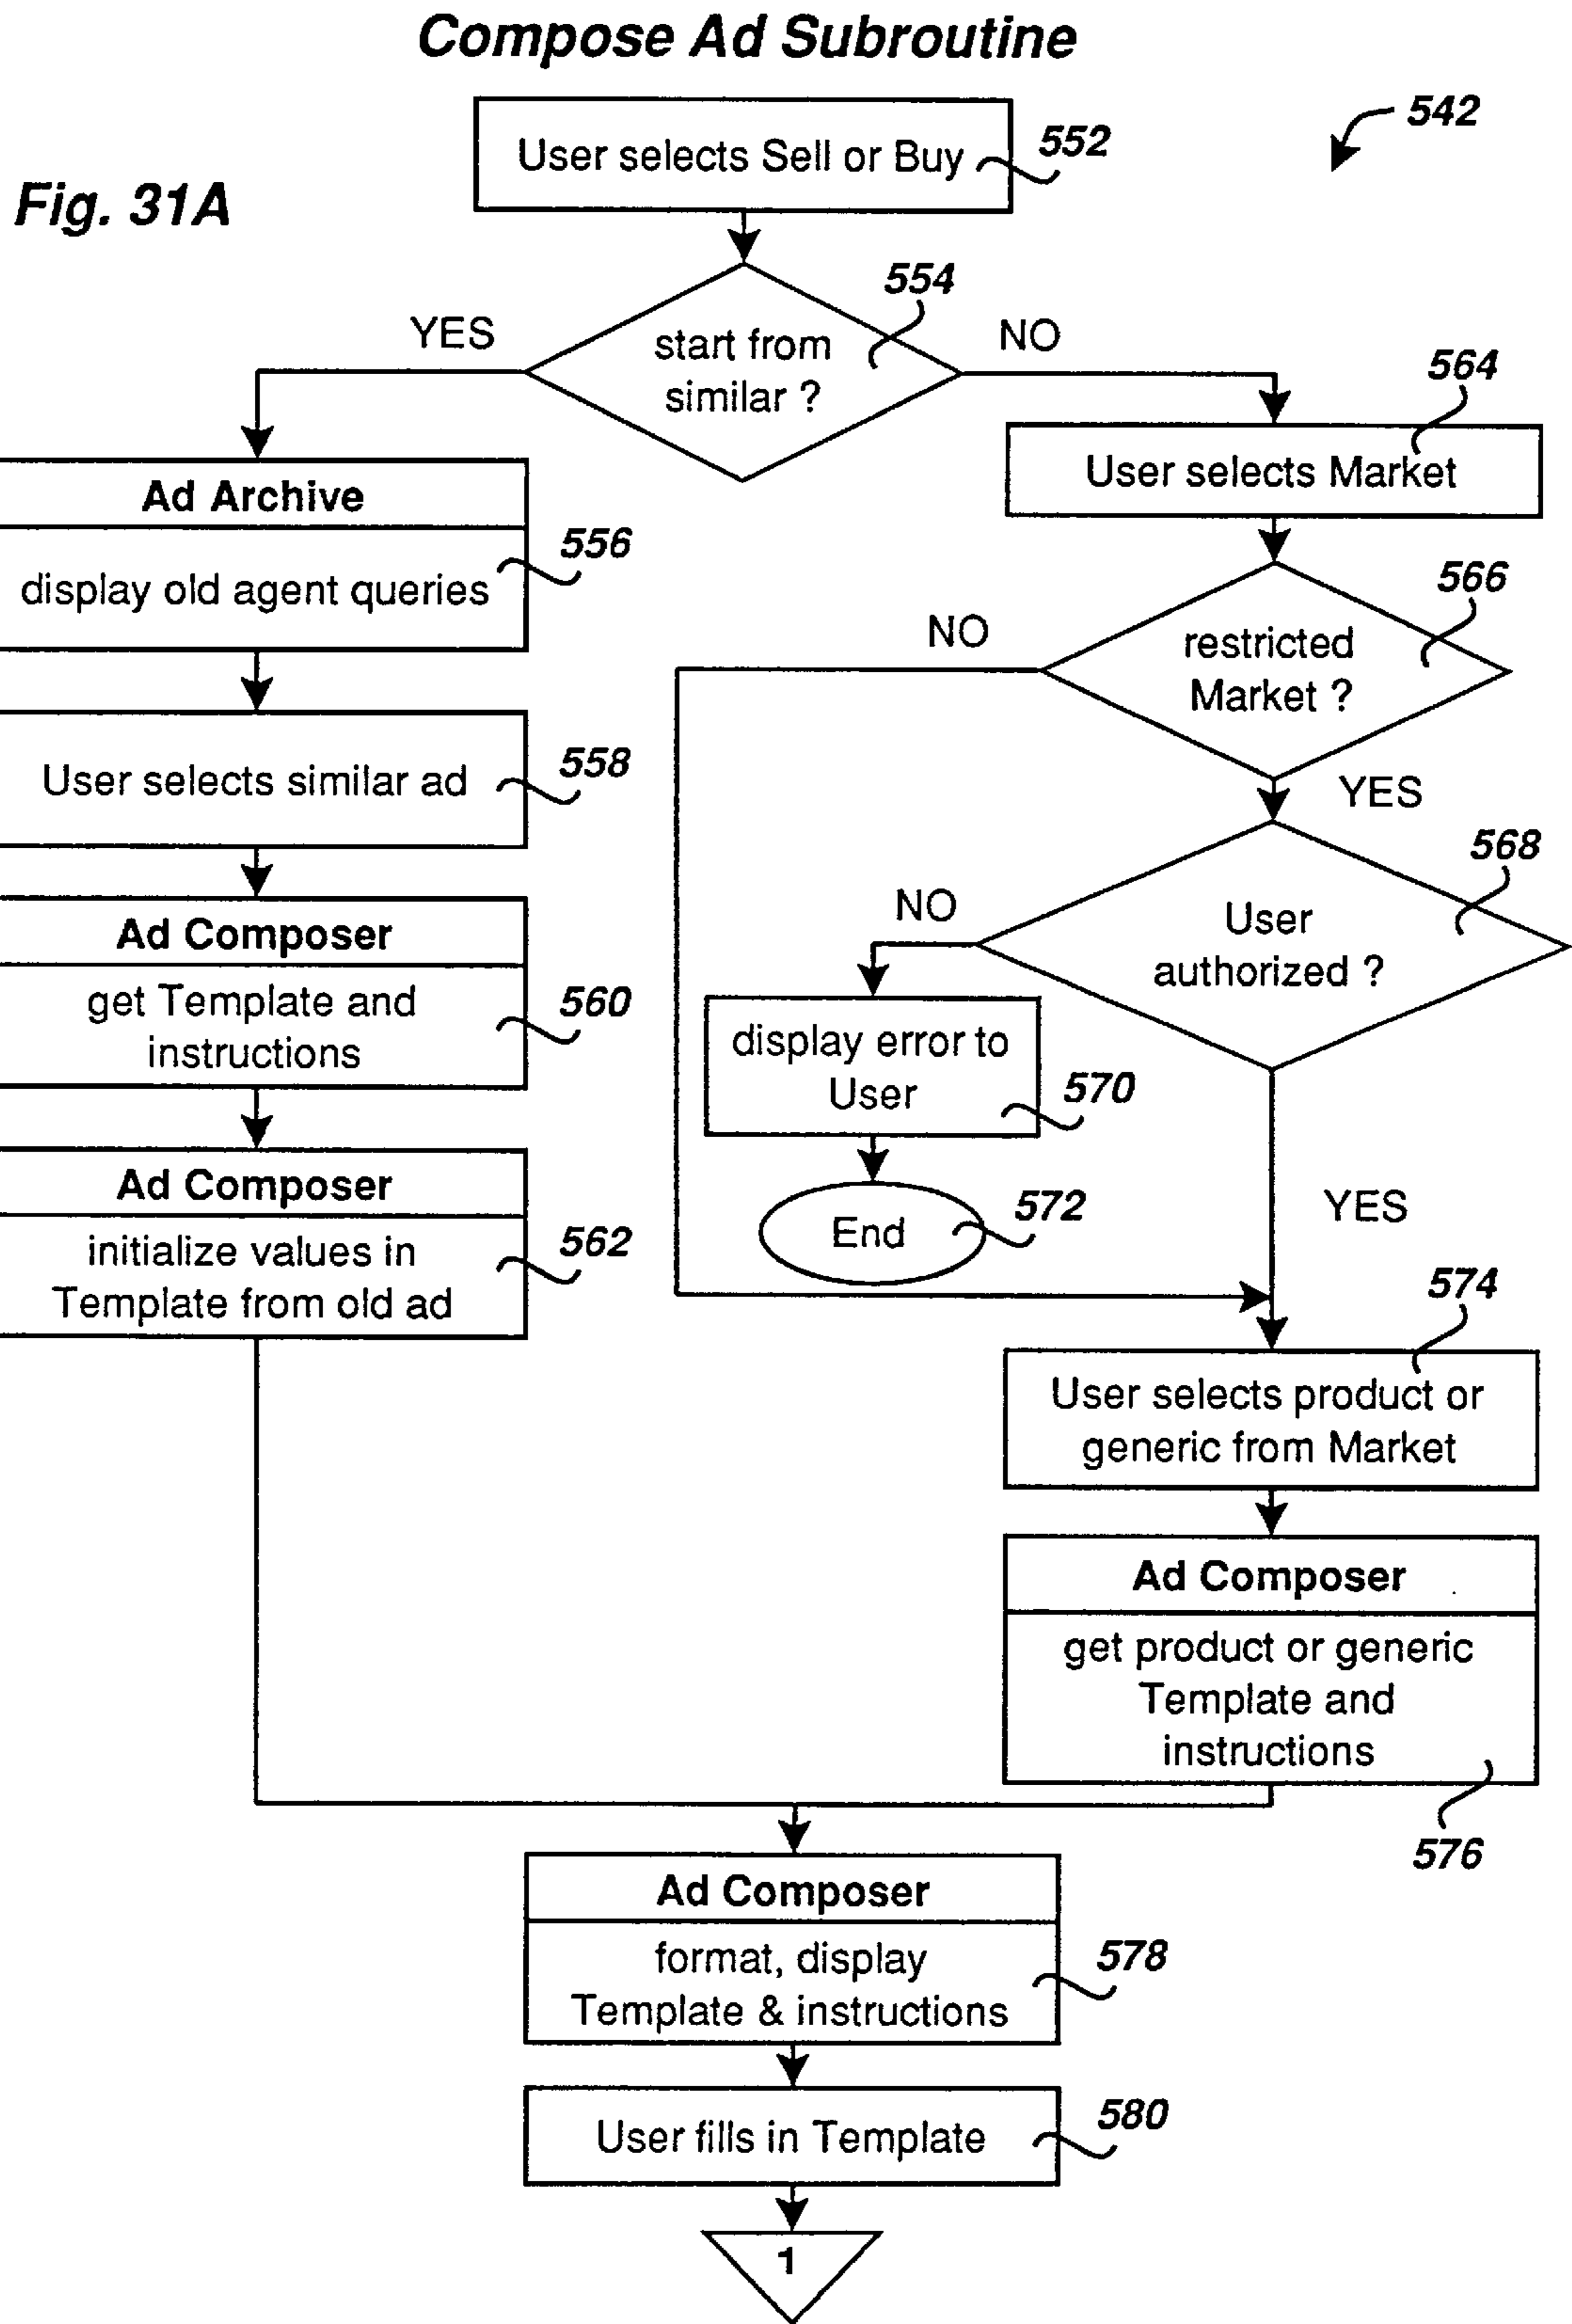 Compose Ad Subroutine
542
User selects Sell or Buy
552
Fig. 31A
554
YES
start from
similar ?
NO
564
User selects Market
Ad Archive
display old agent queries
556
566
NO
restricted
Market ?
YES
User selects similar ad
558
568
NO
User
authorized ?
Ad Composer
get Template and
instructions
560
display error to
User
570
Ad Composer
initialize values in
Template from old ad
562
End
572
YES
574
User selects product or
generic from Market
Ad Composer
get product or generic
Template and
instructions
576
Ad Composer
format, display
Template & instructions
578
User fills in Template
580
1